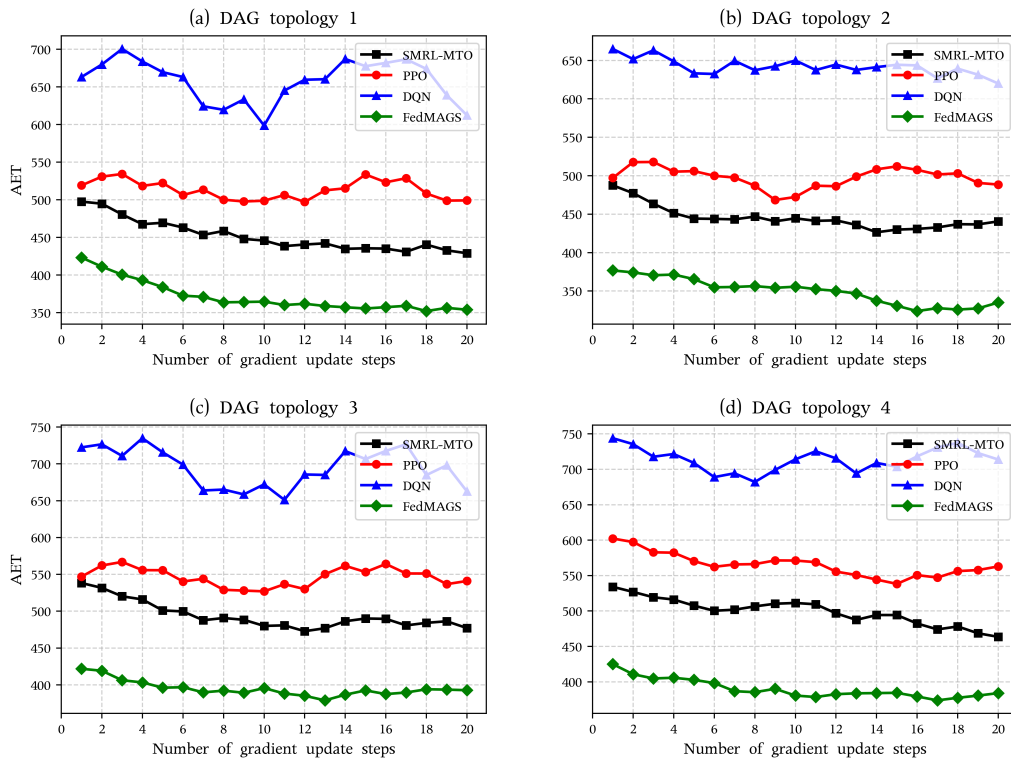 (a) DAG topology 1
700
650
600
550
500
450
400
350
AET
0 2 4 6 8 10 12 14 16 18 20
Number of gradient update steps
SMRL-MTO
PPO
DQN
FedMAGS
(b) DAG topology 2
650
600
550
500
450
400
350
0 2 4 6 8 10 12 14 16 18 20
Number of gradient update steps
SMRL-MTO
PPO
DQN
FedMAGS
(c) DAG topology 3
750
700
650
600
550
500
450
400
AET
0 2 4 6 8 10 12 14 16 18 20
Number of gradient update steps
SMRL-MTO
PPO
DQN
FedMAGS
(d) DAG topology 4
750
700
650
600
550
500
450
400
0 2 4 6 8 10 12 14 16 18 20
Number of gradient update steps
SMRL-MTO
PPO
DQN
FedMAGS